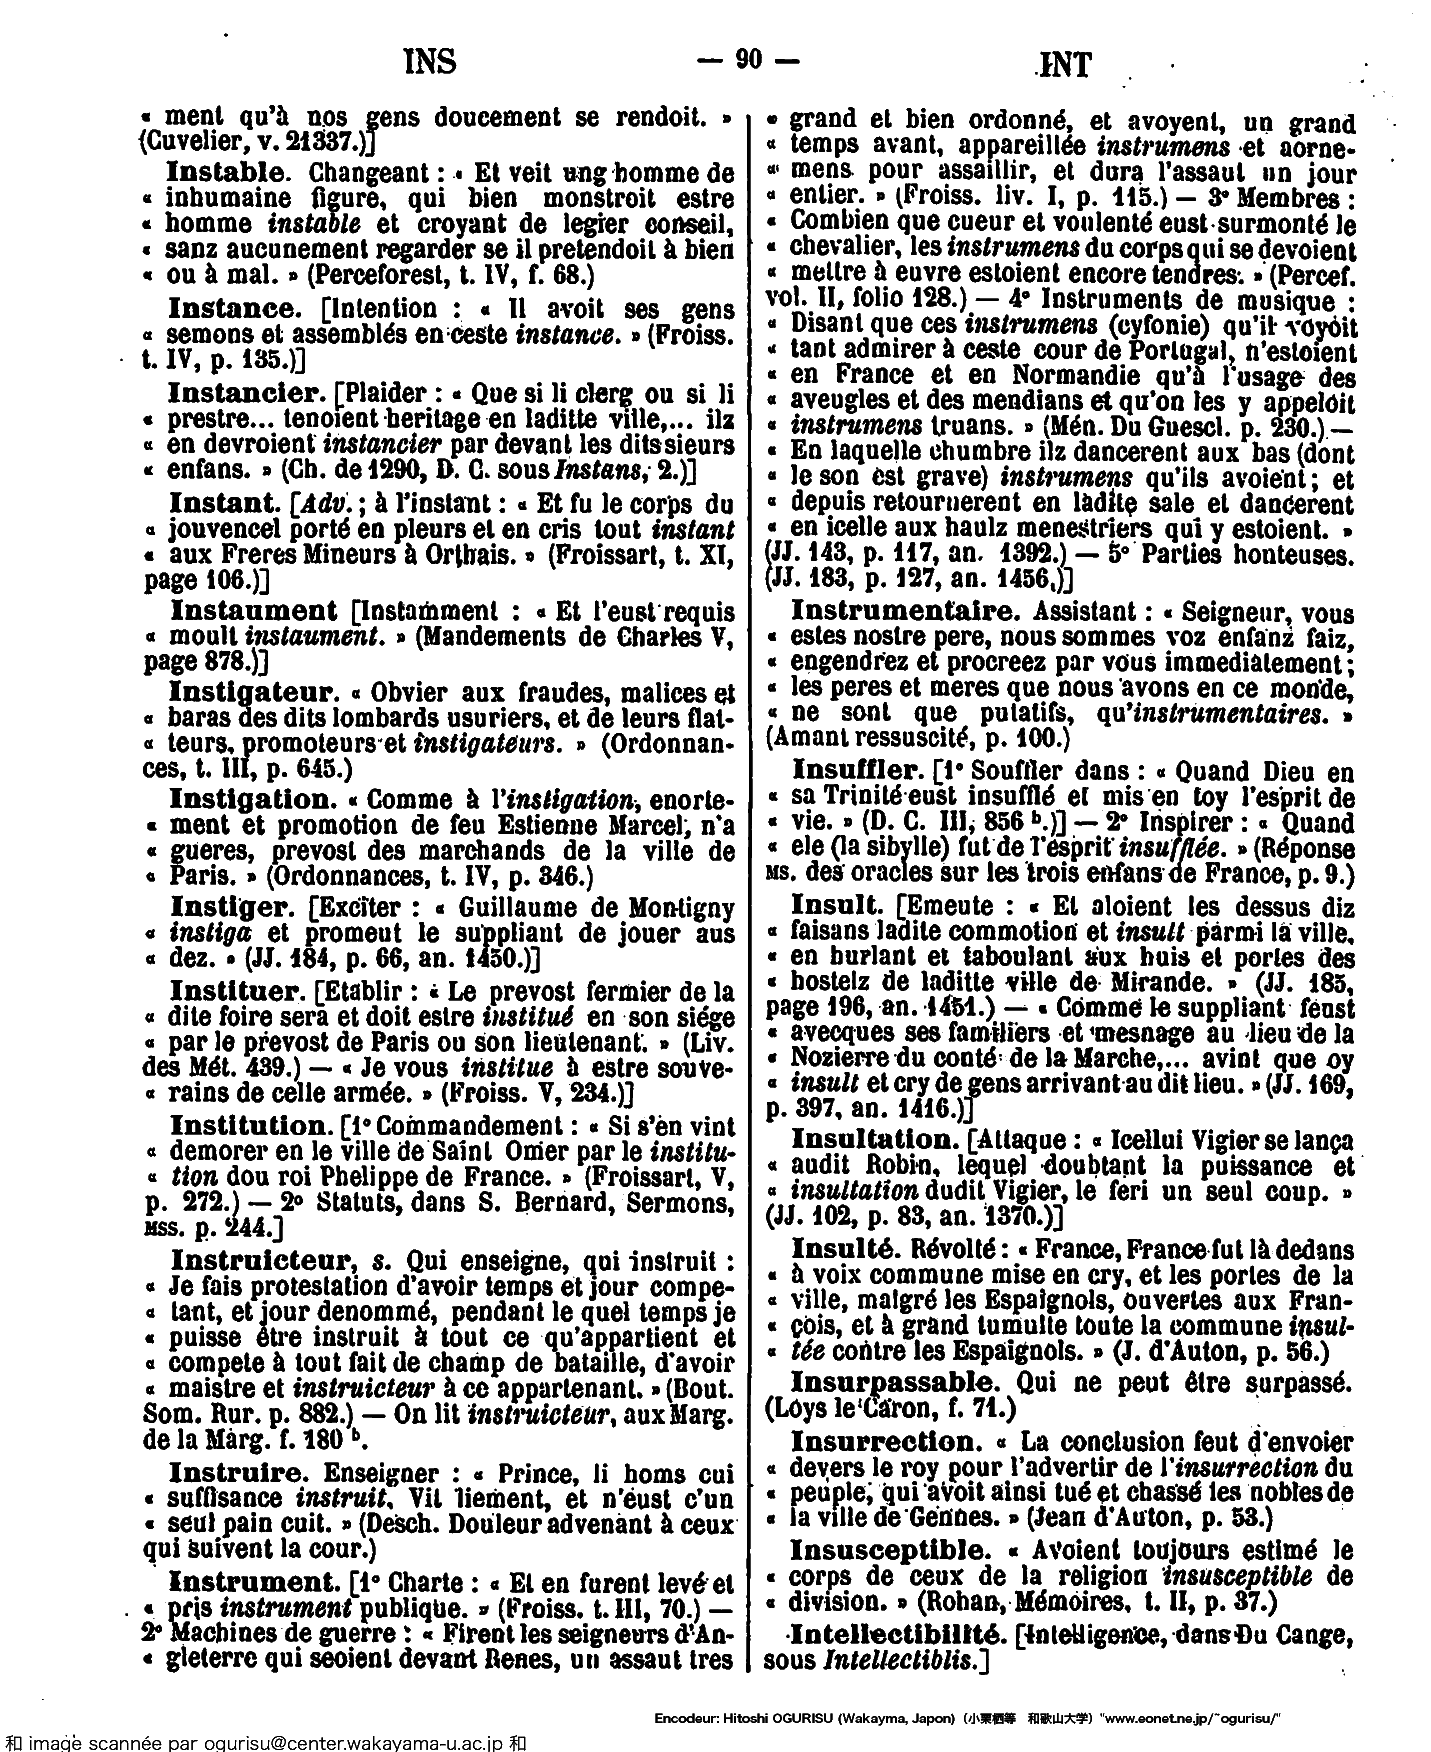 INS
— 90 —
INT
« ment qu'à nos gens doucement se rendoit. »
(Cuvelier, v. 21337.)]
Instable. Changeant : « Et veit ung homme de
« inhumaine figure, qui bien monstroit estre
« homme instable et croyant de legier conseil,
« sanz aucunement regarder se il pretendoit à bien
« ou à mal. » (Perceforest, t. IV, f. 68.)
Instance. [Intention : « Il avoit ses gens
« semons et assemblés en ceste instance. » (Froiss.
t. IV, p. 135.)]
Instancier. [Plaider : « Que si li clerg ou si li
« prestre... tenoient heritage en laditte ville,... ilz
« en devroient instancier par devant les dits sieurs
« enfans. » (Ch. de 1290, D. C. sous Instans, 2.)]
Instant. [Adv. ; à l'instant : « Et fu le corps du
« jouvencel porté en pleurs et en cris tout instant
« aux Freres Mineurs à Orthais. » (Froissart, t. XI,
page 106.)]
Instaument [Instamment : « Et l'eust requis
« moult instaument. » (Mandements de Charles V,
page 878.)]
Instigateur. « Obvier aux fraudes, malices et
« baras des dits lombards usuriers, et de leurs flat-
« teurs, promoteurs et instigateurs. » (Ordonnan-
ces, t. III, p. 645.)
Instigation. « Comme à l'instigation, enorte-
« ment et promotion de feu Estienne Marcel, n'a
« gueres, prevost des marchands de la ville de
« Paris. » (Ordonnances, t. IV, p. 346.)
Instiger. [Exciter : « Guillaume de Montigny
« instiga et promeut le suppliant de jouer aus
« dez. » (JJ. 184, p. 66, an. 1450.)]
Instituer. [Etablir : « Le prevost fermier de la
« dite foire sera et doit estre institué en son siége
« par le prevost de Paris ou son lieutenant. » (Liv.
des Mét. 439.) — « Je vous institue à estre souve-
« rains de celle armée. » (Froiss. V, 234.)]
Institution. [1º Commandement : « Si s'en vint
« demorer en le ville de Saint Omer par le institu-
« tion dou roi Phelippe de France. » (Froissart, V,
p. 272.) — 2º Statuts, dans S. Bernard, Sermons,
MSS. p. 244.]
Instruicteur, s. Qui enseigne, qui instruit :
« Je fais protestation d'avoir temps et jour compe-
« tant, et jour denommé, pendant le quel temps je
« puisse être instruit à tout ce qu'appartient et
« compete à tout fait de champ de bataille, d'avoir
« maistre et instruicteur à ce appartenant. » (Bout.
Som. Rur. p. 882.) — On lit instruicteur, aux Marg.
de la Marg. f. 180 b.
Instruire. Enseigner : « Prince, li homs cui
« suffisance instruit, Vit liement, et n'eust c'un
« seul pain cuit. » (Desch. Douleur advenant à ceux
qui suivent la cour.)
Instrument. [1º Charte : « Et en furent levé et
« pris instrument publique. » (Froiss. t. III, 70.) —
2º Machines de guerre : « Firent les seigneurs d'An-
« gleterre qui seoient devant Renes, un assaut tres
« grand et bien ordonné, et avoyent, un grand
« temps avant, appareillée instrumens et aorne-
« mens pour assaillir, et dura l'assaut un jour
« entier. » (Froiss. liv. I, p. 115.) — 3º Membres :
« Combien que cueur et voulenté eust surmonté le
« chevalier, les instrumens du corps qui se devoient
« mettre à euvre estoient encore tendres. » (Percef.
vol. II, folio 128.) — 4º Instruments de musique :
« Disant que ces instrumens (cyfonie) qu'il voyoit
« tant admirer à ceste cour de Portugal, n'estoient
« en France et en Normandie qu'à l'usage des
« aveugles et des mendians et qu'on les y appeloit
« instrumens truans. » (Mén. Du Guescl. p. 230.) —
« En laquelle chumbre ilz dancerent aux bas (dont
« le son est grave) instrumens qu'ils avoient ; et
« depuis retournerent en ladite sale et dancerent
« en icelle aux haulz menestriers qui y estoient. »
(JJ. 143, p. 117, an. 1392.) — 5º Parties honteuses.
(JJ. 183, p. 127, an. 1456.)]
Instrumentaire. Assistant : « Seigneur, vous
« estes nostre pere, nous sommes voz enfanz faiz,
« engendrez et procreez par vous immediatement ;
« les peres et meres que nous avons en ce monde,
« ne sont que putatifs, qu'instrumentaires. »
(Amant ressuscité, p. 100.)
Insuffler. [1º Souffler dans : « Quand Dieu en
« sa Trinité eust insufflé et mis en toy l'esprit de
« vie. » (D. C. III, 856 b.)] — 2º Inspirer : « Quand
« ele (la sibylle) fut de l'esprit insufflée. » (Réponse
MS. des oracles sur les trois enfans de France, p. 9.)
Insult. [Emeute : « Et aloient les dessus diz
« faisans ladite commotion et insult parmi la ville,
« en hurlant et taboulant aux huis et portes des
« hostelz de laditte ville de Mirande. » (JJ. 185,
page 196, an. 1451.) — « Comme le suppliant feust
« avecques ses familiers et mesnage au lieu de la
« Nozierre du conté de la Marche,... avint que oy
« insult et cry de gens arrivant au dit lieu. » (JJ. 169,
p. 397, an. 1416.)]
Insultation. [Attaque : « Icellui Vigier se lança
« audit Robin, lequel doubtant la puissance et
« insultation dudit Vigier, le feri un seul coup. »
(JJ. 102, p. 83, an. 1370.)]
Insulté. Révolté : « France, France fut là dedans
« à voix commune mise en cry, et les portes de la
« ville, malgré les Espaignols, ouvertes aux Fran-
« çois, et à grand tumulte toute la commune insul-
« tée contre les Espaignols. » (J. d'Auton, p. 56.)
Insurpassable. Qui ne peut être surpassé.
(Loys le Caron, f. 71.)
Insurrection. « La conclusion feut d'envoier
« devers le roy pour l'advertir de l'insurrection du
« peuple, qui avoit ainsi tué et chassé les nobles de
« la ville de Gennes. » (Jean d'Auton, p. 53.)
Insusceptible. « Avoient toujours estimé le
« corps de ceux de la religion insusceptible de
« division. » (Rohan, Mémoires, t. II, p. 37.)
Intellectibilité. [Intelligence, dans Du Cange,
sous Intellectiblis.]
Encodeur: Hitoshi OGURISU (Wakayma, Japon) (小栗栖等 和歌山大学) "www.eonet.ne.jp/~ogurisu/"
和 image scannée par ogurisu@center.wakayama-u.ac.jp 和